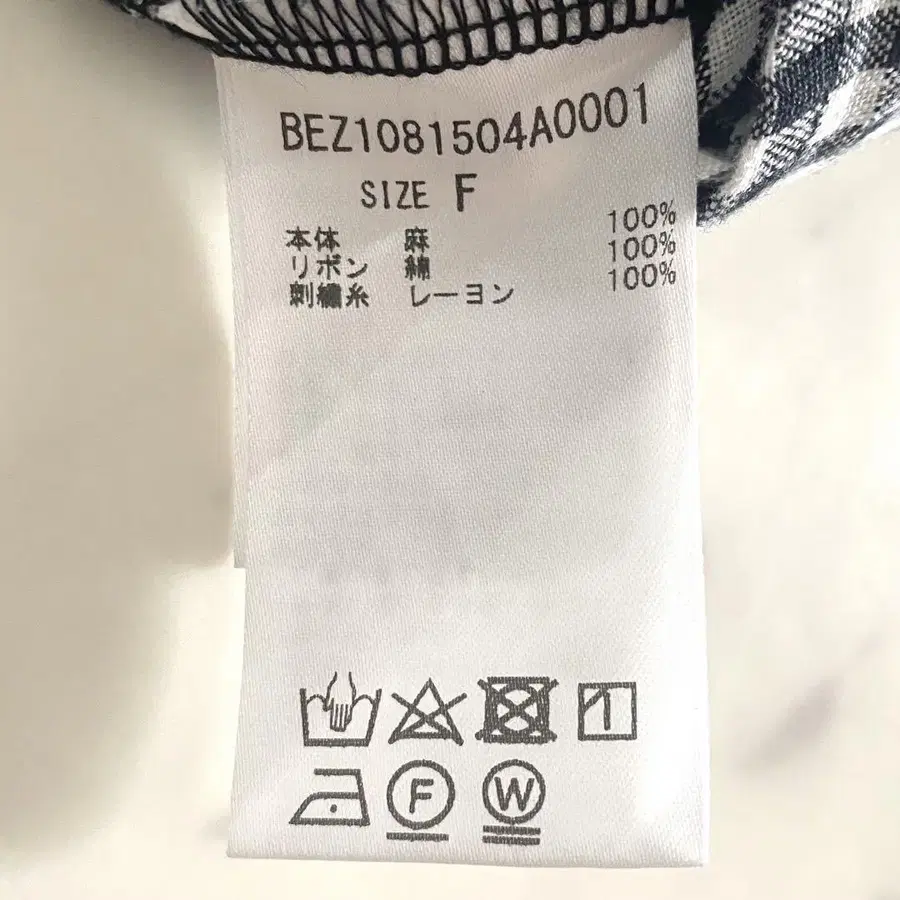 BEZ1081504A0001
SIZE F
本体 麻 100%
リボン 綿 100%
刺繍糸 レーヨン 100%
F W